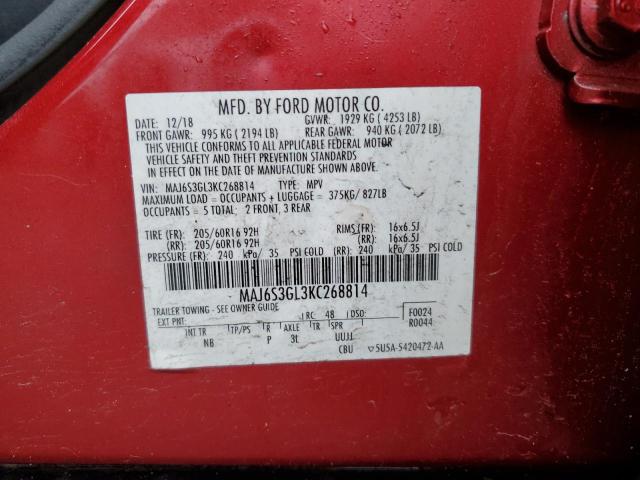 MFD. BY FORD MOTOR CO.
DATE: 12/18 GVWR: 1929 KG ( 4253 LB)
FRONT GAWR: 995 KG ( 2194 LB) REAR GAWR: 940 KG ( 2072 LB)
THIS VEHICLE CONFORMS TO ALL APPLICABLE FEDERAL MOTOR
VEHICLE SAFETY AND THEFT PREVENTION STANDARDS
IN EFFECT ON THE DATE OF MANUFACTURE SHOWN ABOVE.
VIN: MAJ6S3GL3KC268814 TYPE: MPV
MAXIMUM LOAD = OCCUPANTS + LUGGAGE = 375KG/ 827LB
OCCUPANTS = 5 TOTAL: 2 FRONT, 3 REAR
TIRE (FR): 205/60R16 92H RIMS(FR): 16x6.5J
(RR): 205/60R16 92H (RR): 16x6.5J
PRESSURE (FR): 240 kPa/ 35 PSI COLD (RR): 240 kPa/ 35 PSI COLD
MAJ6S3GL3KC268814
TRAILER TOWING - SEE OWNER GUIDE
EXT PNT: RC: 48 DSO: F0024
R0044
INT TR TP/PS R AXLE TR SPR
NB P 3t UUJL
CBU 5U5A-5420472-AA